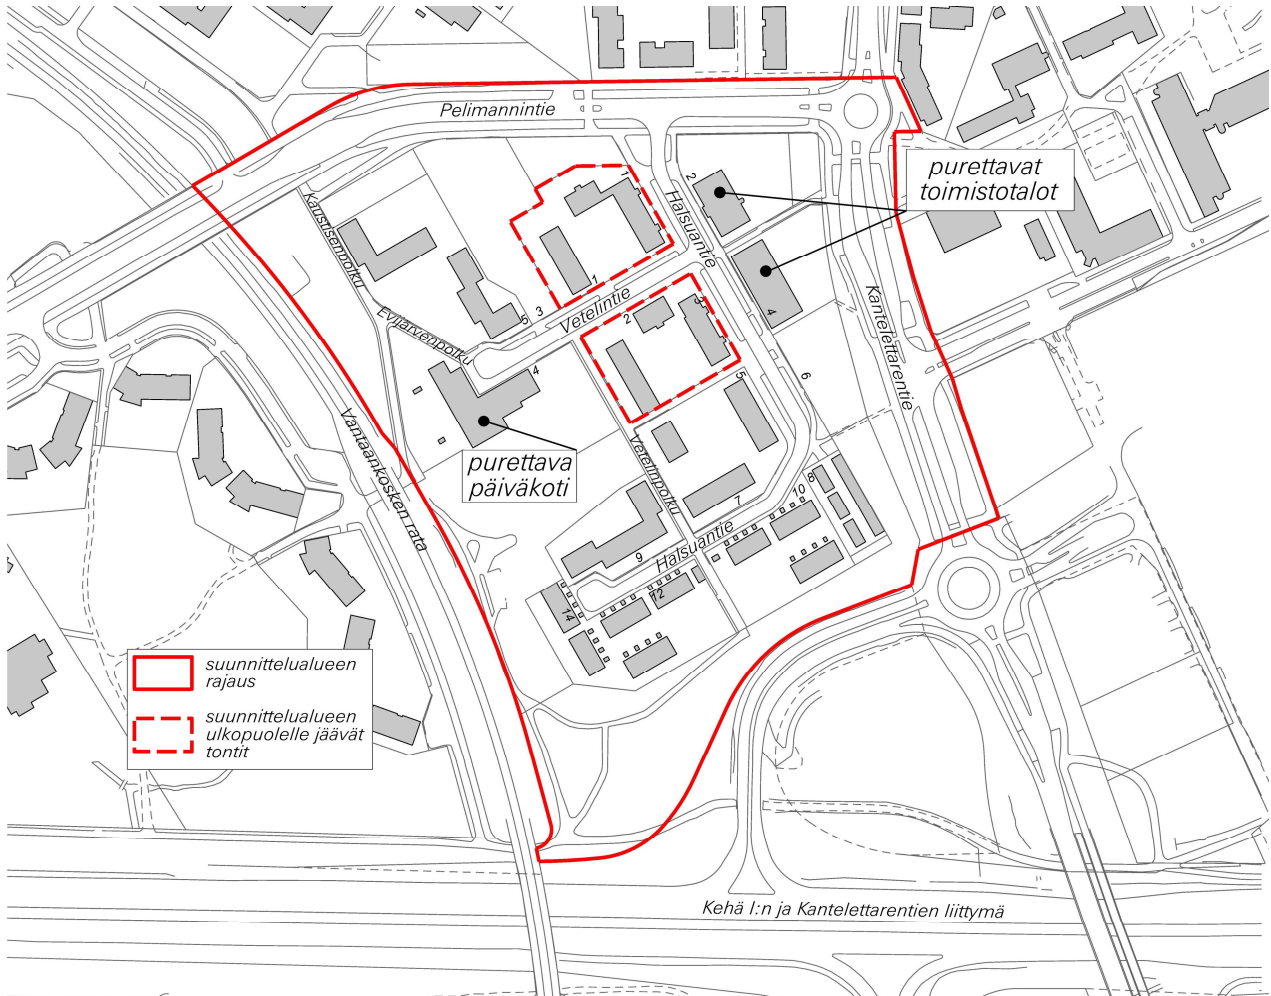 Pelimannintie
purettavat
toimistotalot
Kaustisenpolku
Halsuantie
1
2
1
3
5
Vetelintie
2
3
4
Kantelettarentie
Evijärvenpolku
4
5
6
Vantaankosken rata
purettava
päiväkoti
Vetelinpolku
7
8
10
Halsuantie
9
12
14
suunnittelualueen
rajaus
suunnittelualueen
ulkopuolelle jäävät
tontit
Kehä I:n ja Kantelettarentien liittymä